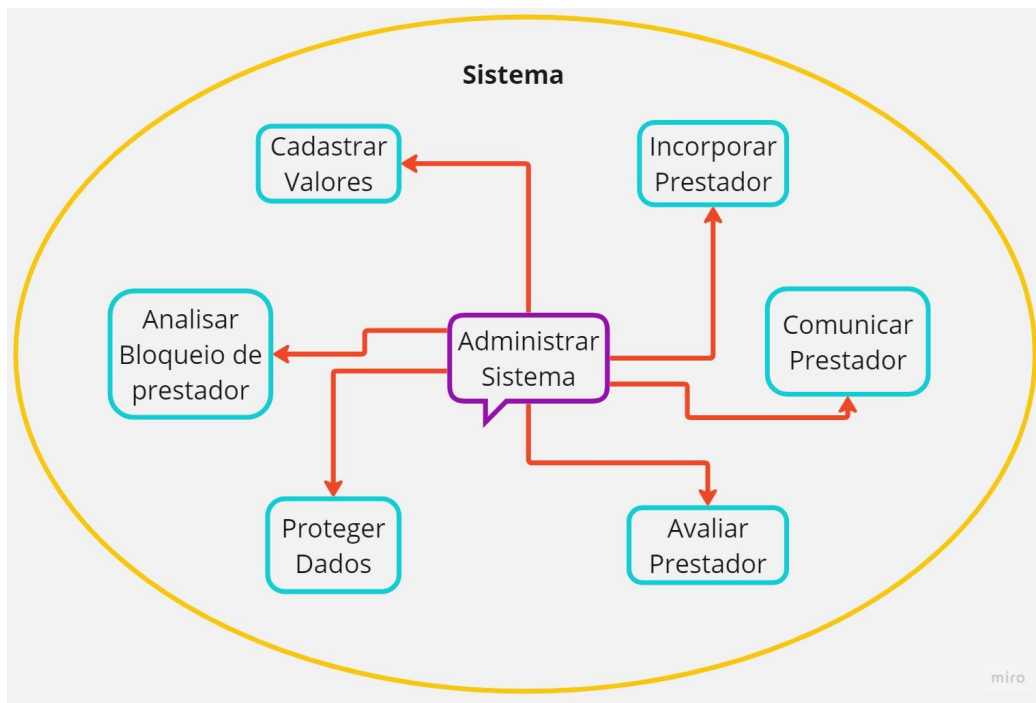 Sistema
Cadastrar
Valores
Incorporar
Prestador
Analisar
Bloqueio de
prestador
Administrar
Sistema
Comunicar
Prestador
Proteger
Dados
Avaliar
Prestador
miro